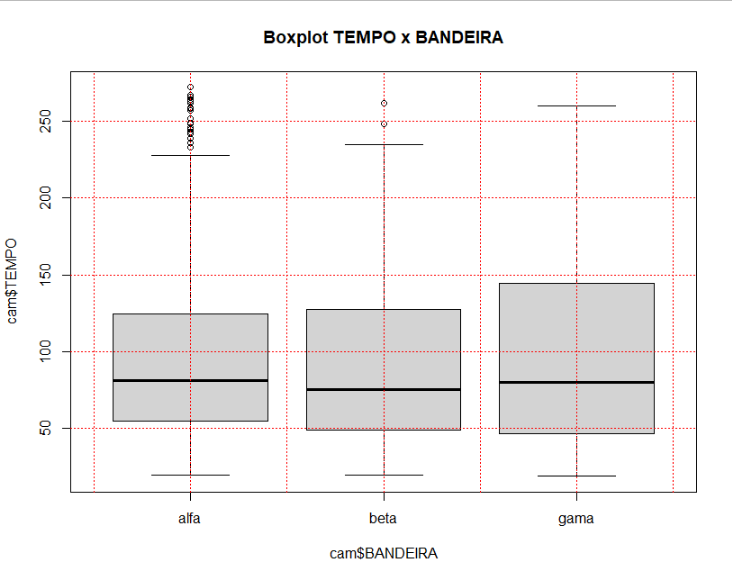 Boxplot TEMPO x BANDEIRA
250
200
150
100
50
cam$TEMPO
alfa beta gama
cam$BANDEIRA